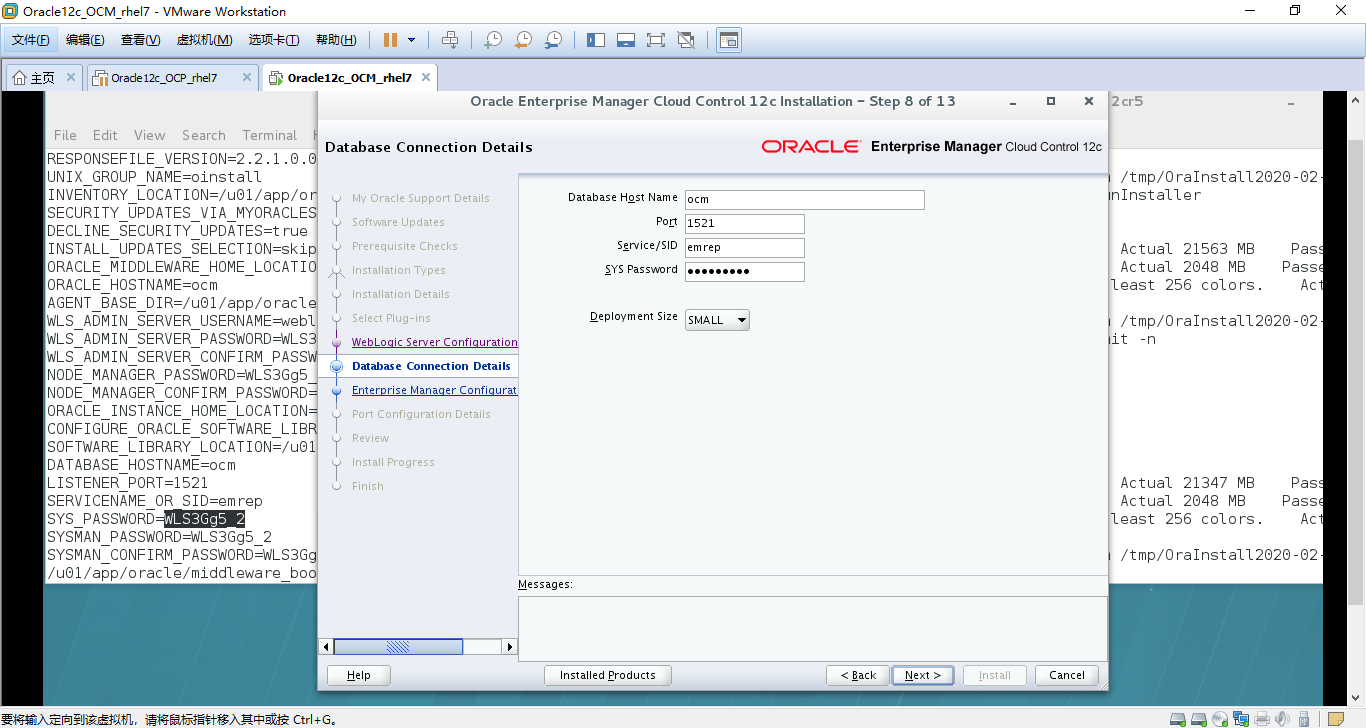 Oracle12c_OCM_rhel7 - VMware Workstation
文件(F) 编辑(E) 查看(V) 虚拟机(M) 选项卡(T) 帮助(H)
主页 Oracle12c_OCP_rhel7 Oracle12c_OCM_rhel7
Oracle Enterprise Manager Cloud Control 12c Installation - Step 8 of 13
2cr5
File Edit View Search Terminal
Database Connection Details
ORACLE Enterprise Manager Cloud Control 12c
RESPONSEFILE_VERSION=2.2.1.0.0
UNIX_GROUP_NAME=oinstall
INVENTORY_LOCATION=/u01/app/or
SECURITY_UPDATES_VIA_MYORACLES
DECLINE_SECURITY_UPDATES=true
INSTALL_UPDATES_SELECTION=skip
ORACLE_MIDDLEWARE_HOME_LOCATIO
ORACLE_HOSTNAME=ocm
AGENT_BASE_DIR=/u01/app/oracle
WLS_ADMIN_SERVER_USERNAME=webl
WLS_ADMIN_SERVER_PASSWORD=WLS3
WLS_ADMIN_SERVER_CONFIRM_PASSW
NODE_MANAGER_PASSWORD=WLS3Gg5_
NODE_MANAGER_CONFIRM_PASSWORD=
ORACLE_INSTANCE_HOME_LOCATION=
CONFIGURE_ORACLE_SOFTWARE_LIBR
SOFTWARE_LIBRARY_LOCATION=/u01
DATABASE_HOSTNAME=ocm
LISTENER_PORT=1521
SERVICENAME_OR_SID=emrep
SYS_PASSWORD=WLS3Gg5_2
SYSMAN_PASSWORD=WLS3Gg5_2
SYSMAN_CONFIRM_PASSWORD=WLS3Gg
/u01/app/oracle/middleware_boo
My Oracle Support Details
Software Updates
Prerequisite Checks
Installation Types
Installation Details
Select Plug-ins
WebLogic Server Configuration
Database Connection Details
Enterprise Manager Configurat
Port Configuration Details
Review
Install Progress
Finish
Database Host Name ocm
Port 1521
Service/SID emrep
SYS Password ●●●●●●●●●
Deployment Size SMALL
Messages:
Help Installed Products < Back Next > Install Cancel
/tmp/OraInstall2020-02-
nInstaller
Actual 21563 MB Pass
Actual 2048 MB Passe
least 256 colors. Act
/tmp/OraInstall2020-02-
it -n
Actual 21347 MB Pass
Actual 2048 MB Passe
least 256 colors. Act
/tmp/OraInstall2020-02-
要将输入定向到该虚拟机，请将鼠标指针移入其中或按 Ctrl+G。